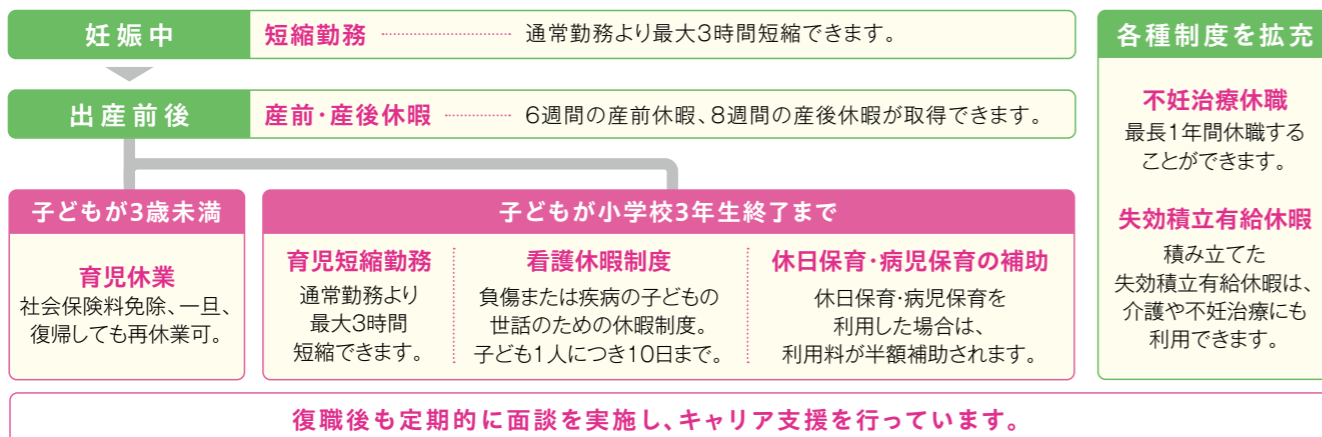 妊娠中
短縮勤務 通常勤務より最大3時間短縮できます。
出産前後
産前・産後休暇 6週間の産前休暇、8週間の産後休暇が取得できます。
子どもが3歳未満
育児休業
社会保険料免除、一旦、
復帰しても再休業可。
子どもが小学校3年生終了まで
育児短縮勤務
通常勤務より
最大3時間
短縮できます。
看護休暇制度
負傷または疾病の子どもの
世話のための休暇制度。
子ども1人につき10日まで。
休日保育・病児保育の補助
休日保育・病児保育を
利用した場合は、
利用料が半額補助されます。
各種制度を拡充
不妊治療休職
最長1年間休職する
ことができます。
失効積立有給休暇
積み立てた
失効積立有給休暇は、
介護や不妊治療にも
利用できます。
復職後も定期的に面談を実施し、キャリア支援を行っています。